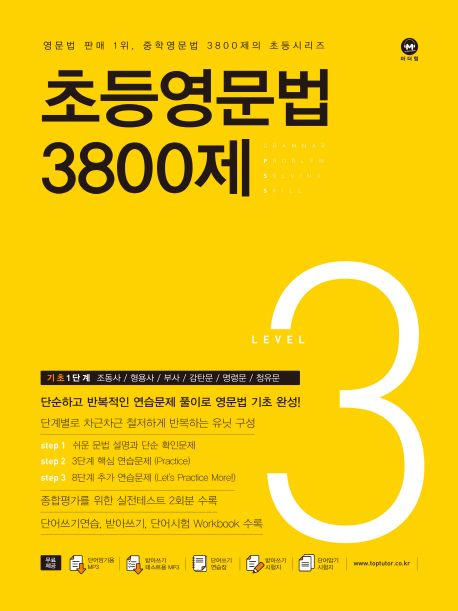 영문법 판매 1위, 중학영문법 3800제의 초등시리즈
마더텅
초등영문법
3800제
GRAMMAR
PROBLEM
SOLVING
SKILL
LEVEL
3
기초1단계 조동사 / 형용사 / 부사 / 감탄문 / 명령문 / 청유문
단순하고 반복적인 연습문제 풀이로 영문법 기초 완성!
단계별로 차근차근 철저하게 반복하는 유닛 구성
step 1 쉬운 문법 설명과 단순 확인문제
step 2 3단계 핵심 연습문제 (Practice)
step 3 8단계 추가 연습문제 (Let's Practice More!)
종합평가를 위한 실전테스트 2회분 수록
단어쓰기연습, 받아쓰기, 단어시험 Workbook 수록
무료
제공
단어암기용
MP3
받아쓰기
테스트용 MP3
단어쓰기
연습장
받아쓰기
시험지
단어암기
시험지
www.toptutor.co.kr